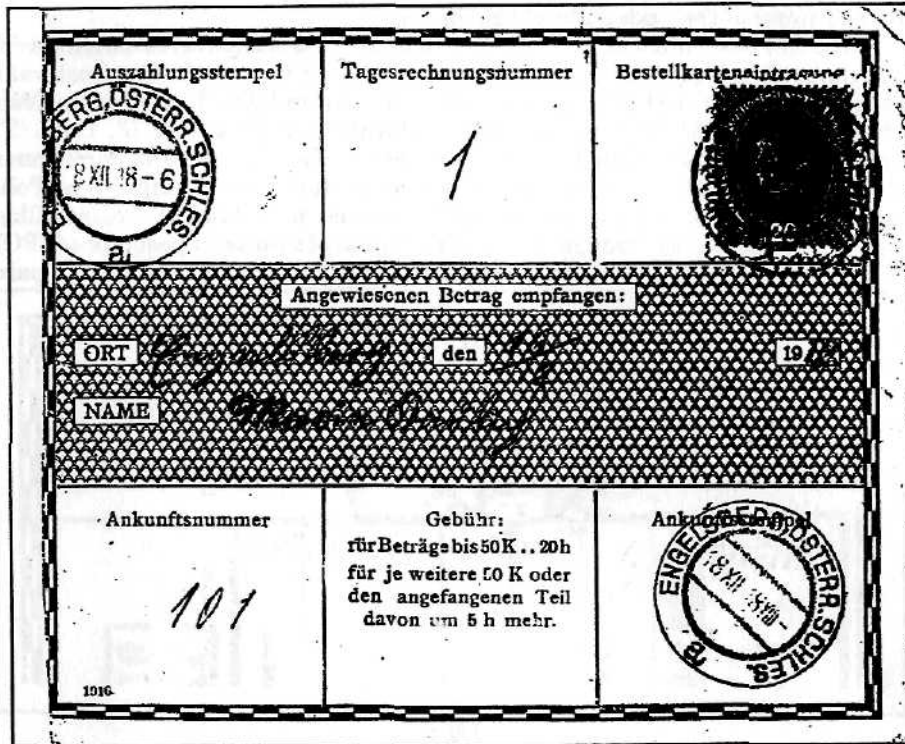 Auszahlungsstempel
Tagesrechnungsnummer
Bestellkarteneintragung
BERG, ÖSTERR. SCHLES.
8 XII 18 - 6
a
1
Angewiesenen Betrag empfangen:
ORT den 19
NAME Maria
Ankunftsnummer
101
Gebühr:
für Beträge bis 50 K .. 20 h
für je weitere 50 K oder
den angefangenen Teil
davon um 5 h mehr.
Ankunftsstempel
ENGELSBERG, ÖSTERR. SCHLES.
1916